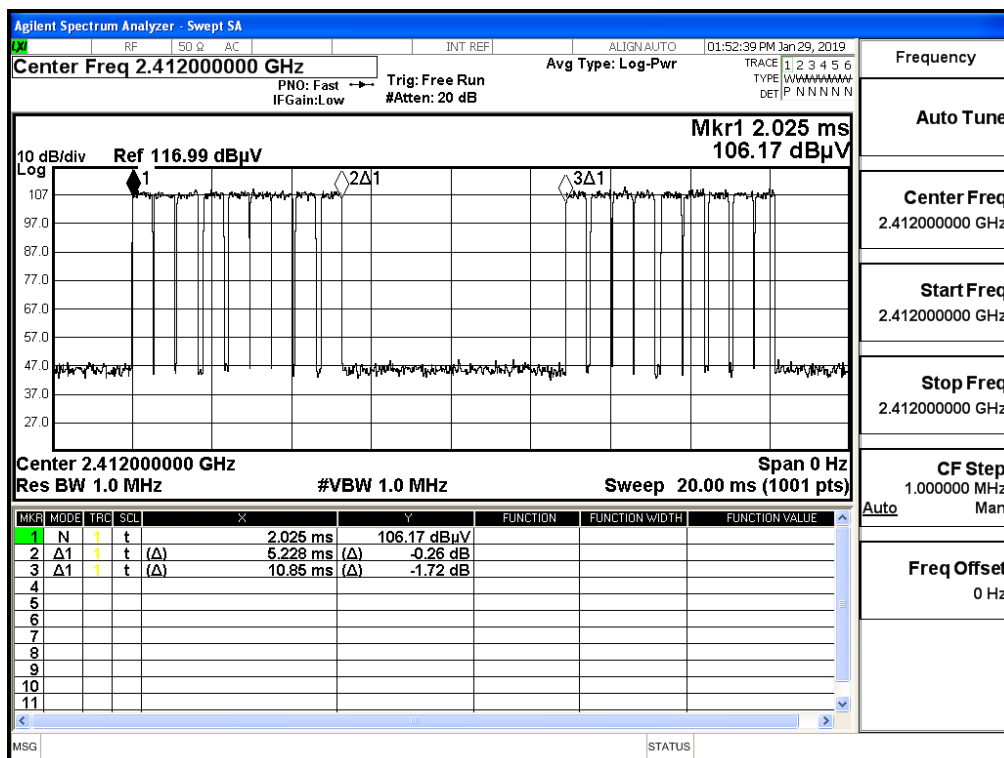 Agilent Spectrum Analyzer - Swept SA
LXI RF 50 Ω AC INT REF ALIGN AUTO 01:52:39 PM Jan 29, 2019
Center Freq 2.412000000 GHz
PNO: Fast
IFGain:Low
Trig: Free Run
#Atten: 20 dB
Avg Type: Log-Pwr
TRACE 1 2 3 4 5 6
TYPE
DET P N N N N N
Mkr1 2.025 ms
106.17 dBµV
10 dB/div Ref 116.99 dBµV
Log
1 2Δ1 3Δ1
107
97.0
87.0
77.0
67.0
57.0
47.0
37.0
27.0
Center 2.412000000 GHz Span 0 Hz
Res BW 1.0 MHz #VBW 1.0 MHz Sweep 20.00 ms (1001 pts)
MKR MODE TRC SCL X Y FUNCTION FUNCTION WIDTH FUNCTION VALUE
1 N 1 t 2.025 ms 106.17 dBµV
2 Δ1 1 t (Δ) 5.228 ms (Δ) -0.26 dB
3 Δ1 1 t (Δ) 10.85 ms (Δ) -1.72 dB
4
5
6
7
8
9
10
11
MSG STATUS
Frequency
Auto Tune
Center Freq
2.412000000 GHz
Start Freq
2.412000000 GHz
Stop Freq
2.412000000 GHz
CF Step
1.000000 MHz
Auto Man
Freq Offset
0 Hz